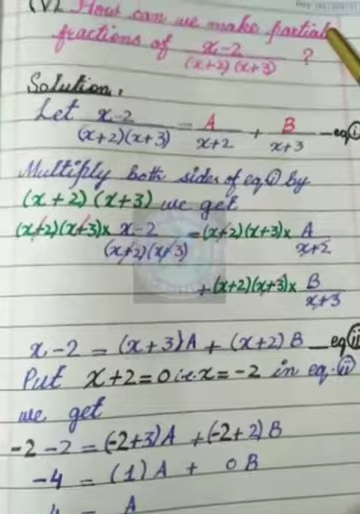 (V). How can we make partial
fractions of x-2/(x+2)(x+3) ?
Solution:
Let x-2/(x+2)(x+3) = A/x+2 + B/x+3 —eq(i)
Multiply both sides of eq(i) by
(x+2)(x+3) we get
(x+2)(x+3)× x-2/(x+2)(x+3) = (x+2)(x+3)× A/x+2
+(x+2)(x+3)× B/x+3
x-2 = (x+3)A + (x+2)B —eq(ii)
Put x+2=0 i.e. x=-2 in eq.(ii)
we get
-2-2 = (-2+3)A +(-2+2)B
-4 = (1)A + 0B
-4 = A